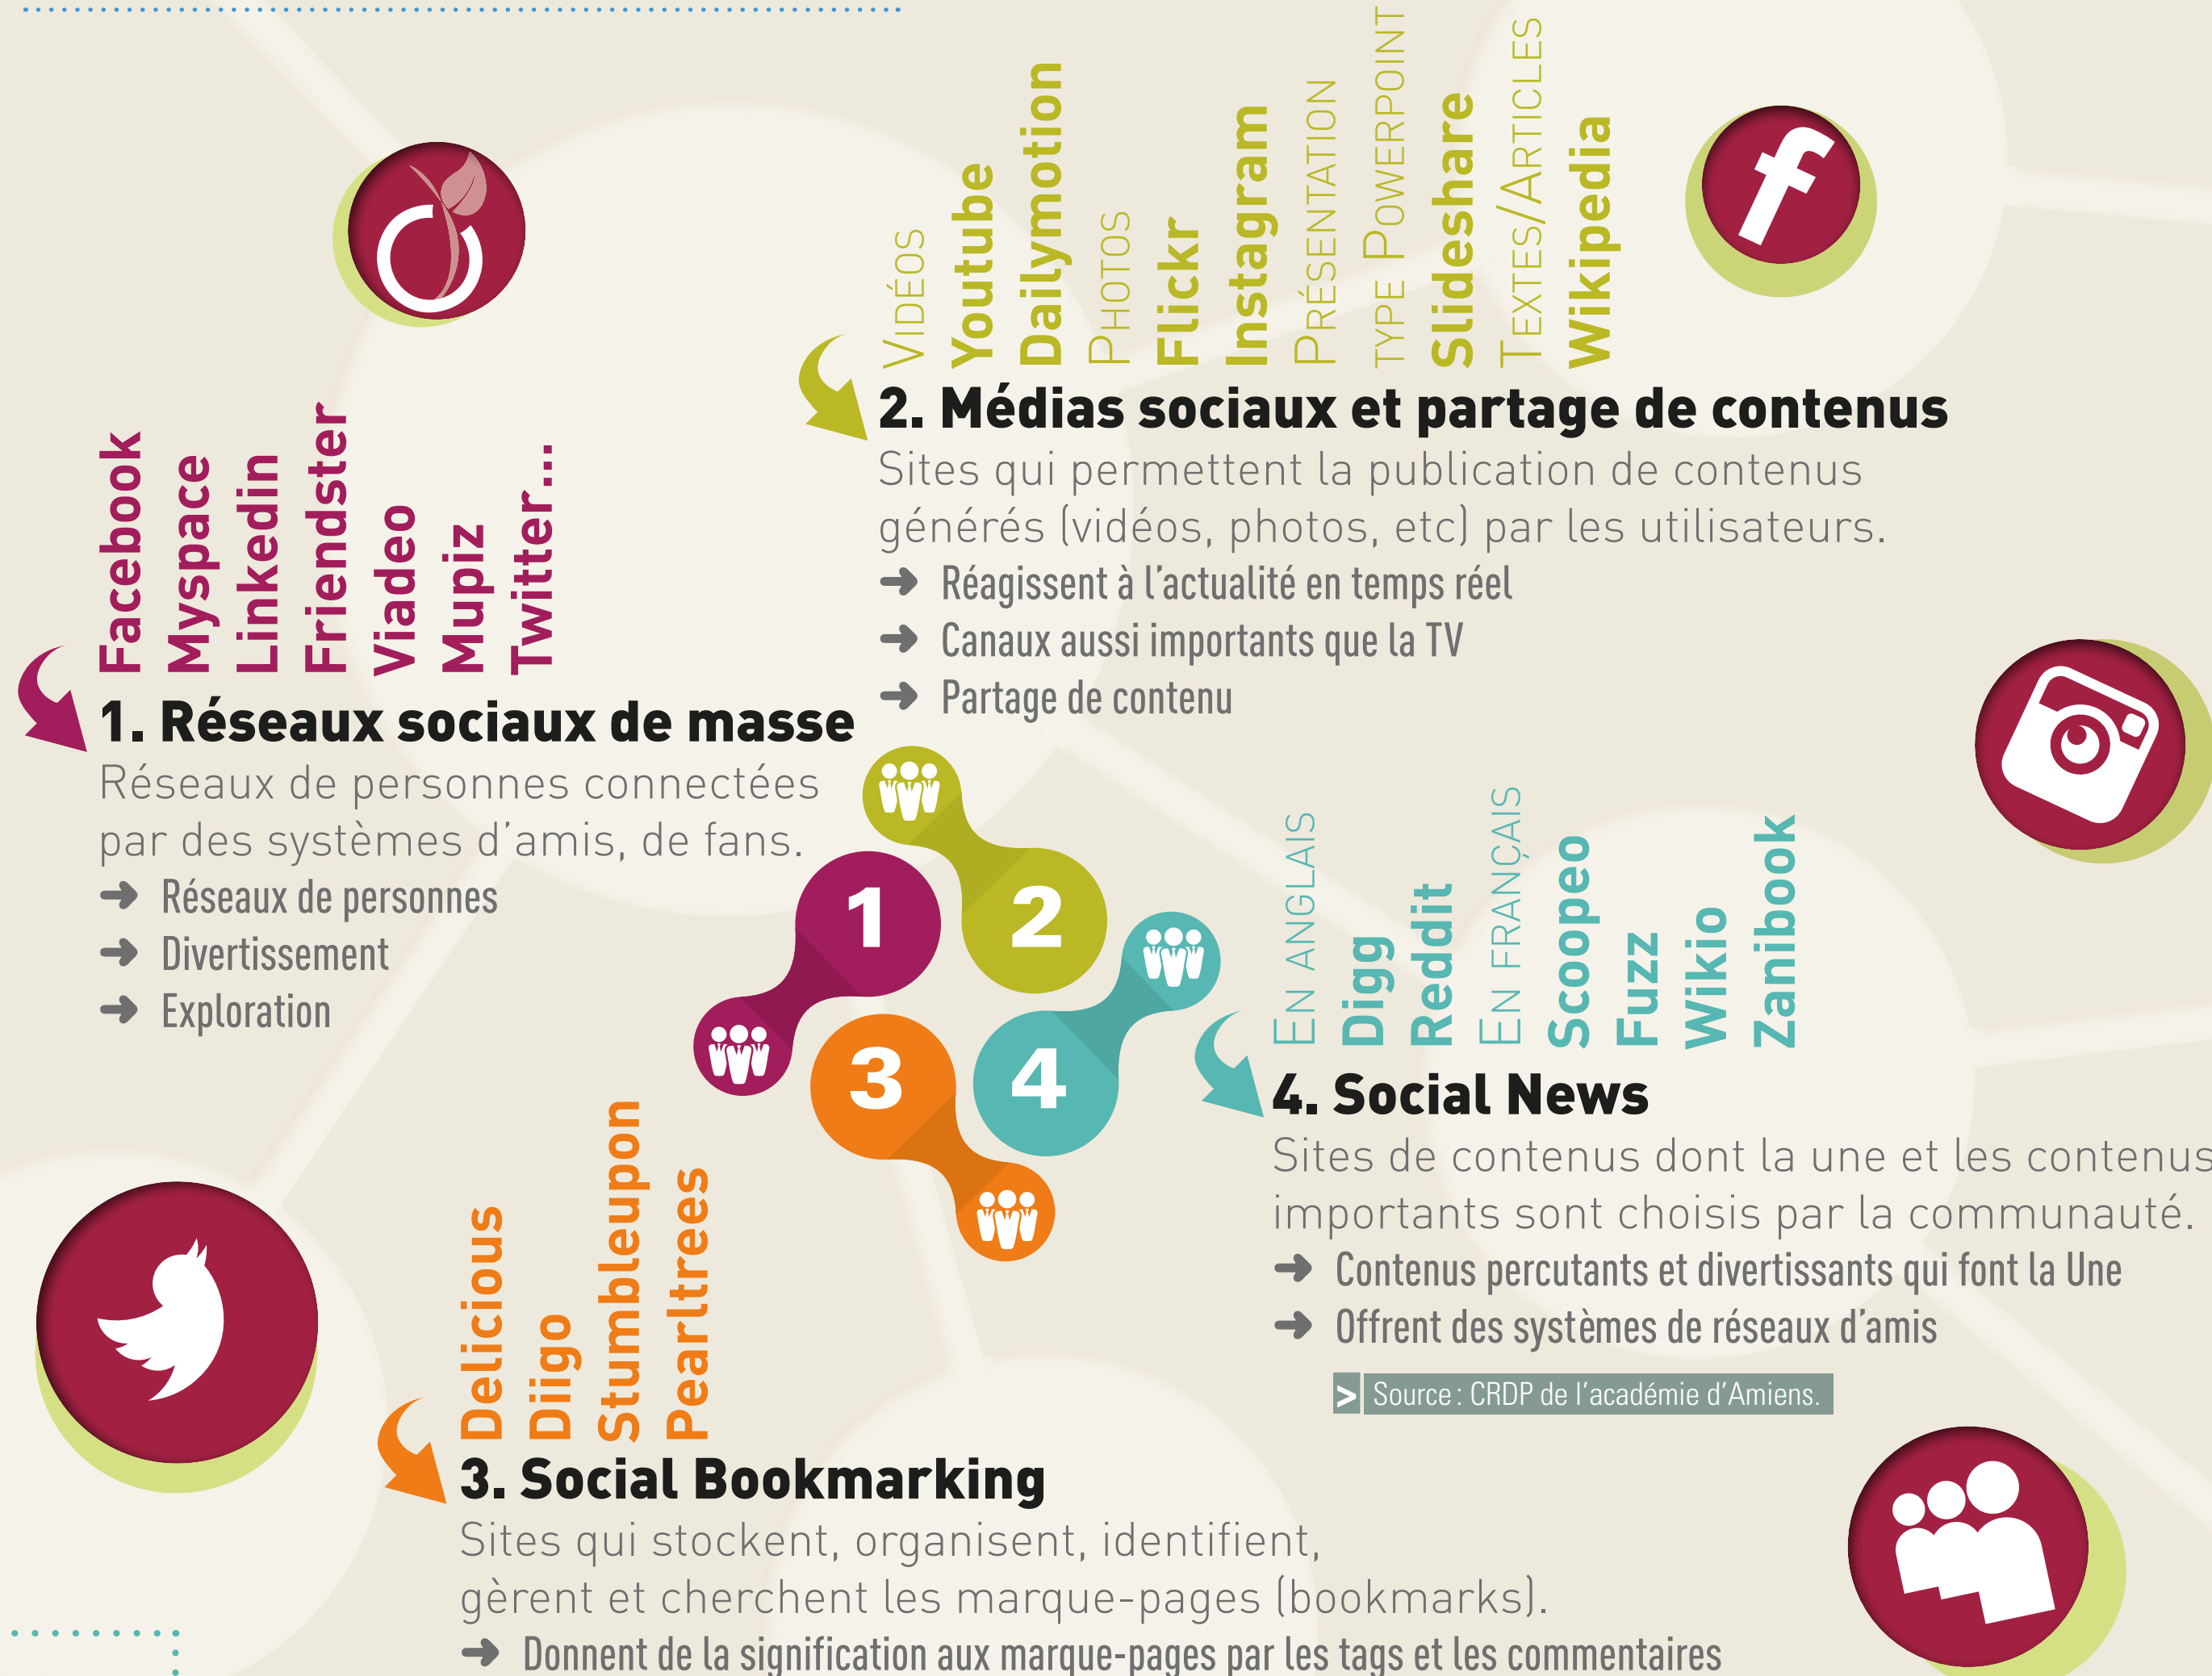 Facebook
Myspace
Linkedin
Friendster
Viadeo
Mupiz
Twitter...
1. Réseaux sociaux de masse
Réseaux de personnes connectées
par des systèmes d'amis, de fans.
➜ Réseaux de personnes
➜ Divertissement
➜ Exploration
VIDÉOS
Youtube
Dailymotion
PHOTOS
Flickr
Instagram
PRÉSENTATION
TYPE POWERPOINT
Slideshare
TEXTES/ARTICLES
Wikipedia
2. Médias sociaux et partage de contenus
Sites qui permettent la publication de contenus
générés (vidéos, photos, etc) par les utilisateurs.
➜ Réagissent à l'actualité en temps réel
➜ Canaux aussi importants que la TV
➜ Partage de contenu
1
2
3
4
Delicious
Diigo
Stumbleupon
Pearltrees
3. Social Bookmarking
Sites qui stockent, organisent, identifient,
gèrent et cherchent les marque-pages (bookmarks).
➜ Donnent de la signification aux marque-pages par les tags et les commentaires
EN ANGLAIS
Digg
Reddit
EN FRANÇAIS
Scoopeo
Fuzz
Wikio
Zanibook
4. Social News
Sites de contenus dont la une et les contenus
importants sont choisis par la communauté.
➜ Contenus percutants et divertissants qui font la Une
➜ Offrent des systèmes de réseaux d'amis
> Source : CRDP de l'académie d'Amiens.
f